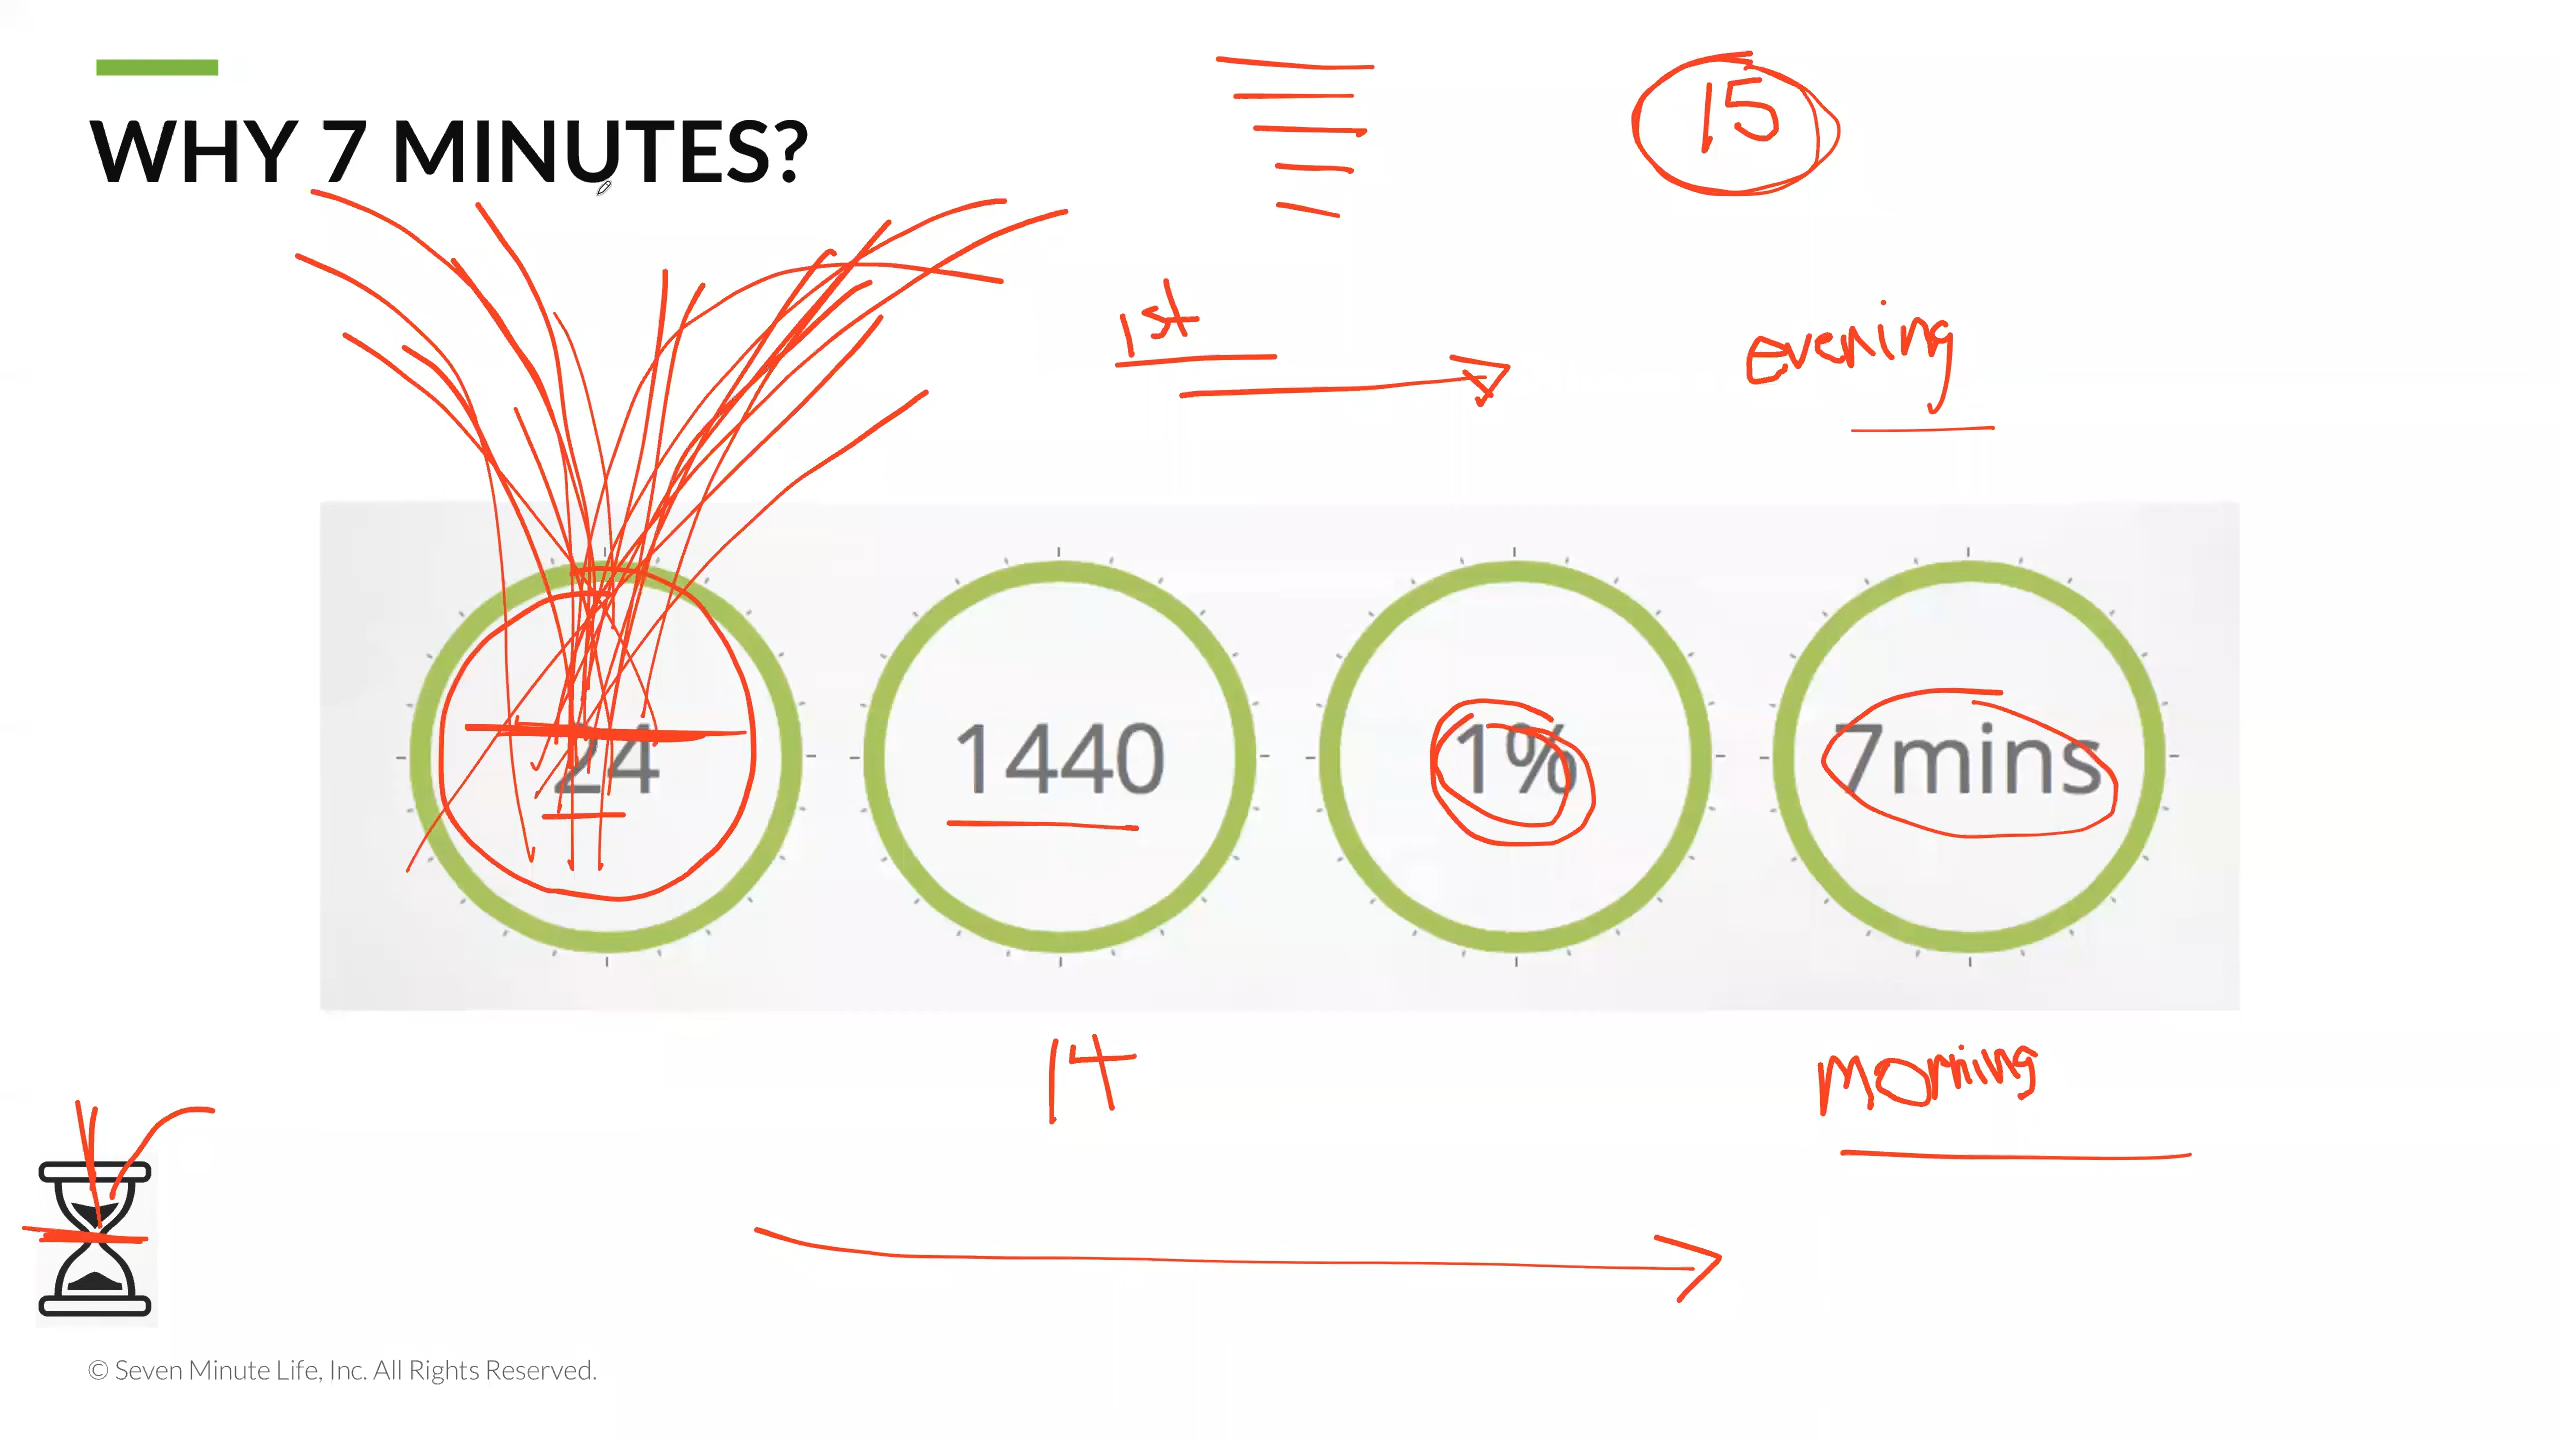 15
WHY 7 MINUTES?
1st
evening
24
1440
1%
7mins
14
morning
© Seven Minute Life, Inc. All Rights Reserved.